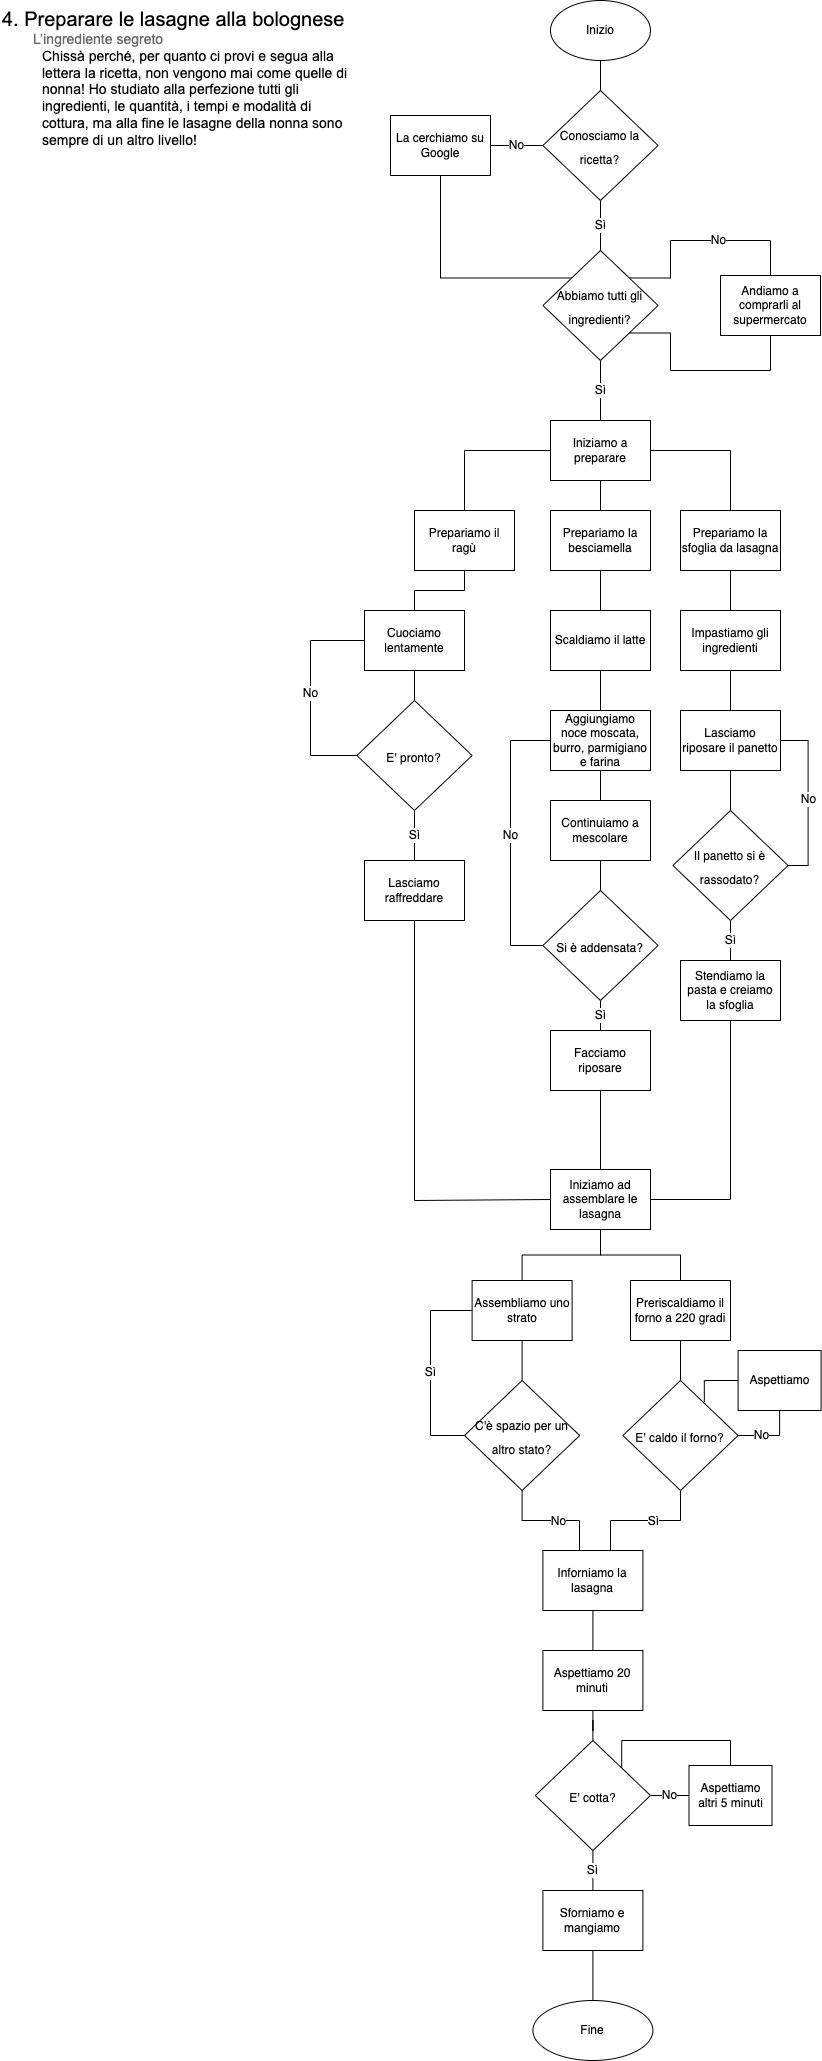 4. Preparare le lasagne alla bolognese
L'ingrediente segreto
Chissà perché, per quanto ci provi e segua alla
lettera la ricetta, non vengono mai come quelle di
nonna! Ho studiato alla perfezione tutti gli
ingredienti, le quantità, i tempi e modalità di
cottura, ma alla fine le lasagne della nonna sono
sempre di un altro livello!
Inizio
Conosciamo la
ricetta?
No
La cerchiamo su
Google
Sì
Abbiamo tutti gli
ingredienti?
No
Andiamo a
comprarli al
supermercato
Sì
Iniziamo a
preparare
Prepariamo il
ragù
Cuociamo
lentamente
No
E' pronto?
Sì
Lasciamo
raffreddare
Prepariamo la
besciamella
Scaldiamo il latte
Aggiungiamo
noce moscata,
burro, parmigiano
e farina
Continuiamo a
mescolare
No
Si è addensata?
Sì
Facciamo
riposare
Prepariamo la
sfoglia da lasagna
Impastiamo gli
ingredienti
Lasciamo
riposare il panetto
No
Il panetto si è
rassodato?
Sì
Stendiamo la
pasta e creiamo
la sfoglia
Iniziamo ad
assemblare le
lasagna
Assembliamo uno
strato
Sì
C'è spazio per un
altro stato?
No
Preriscaldiamo il
forno a 220 gradi
Aspettiamo
E' caldo il forno?
No
Sì
Inforniamo la
lasagna
Aspettiamo 20
minuti
E' cotta?
No
Aspettiamo
altri 5 minuti
Sì
Sforniamo e
mangiamo
Fine